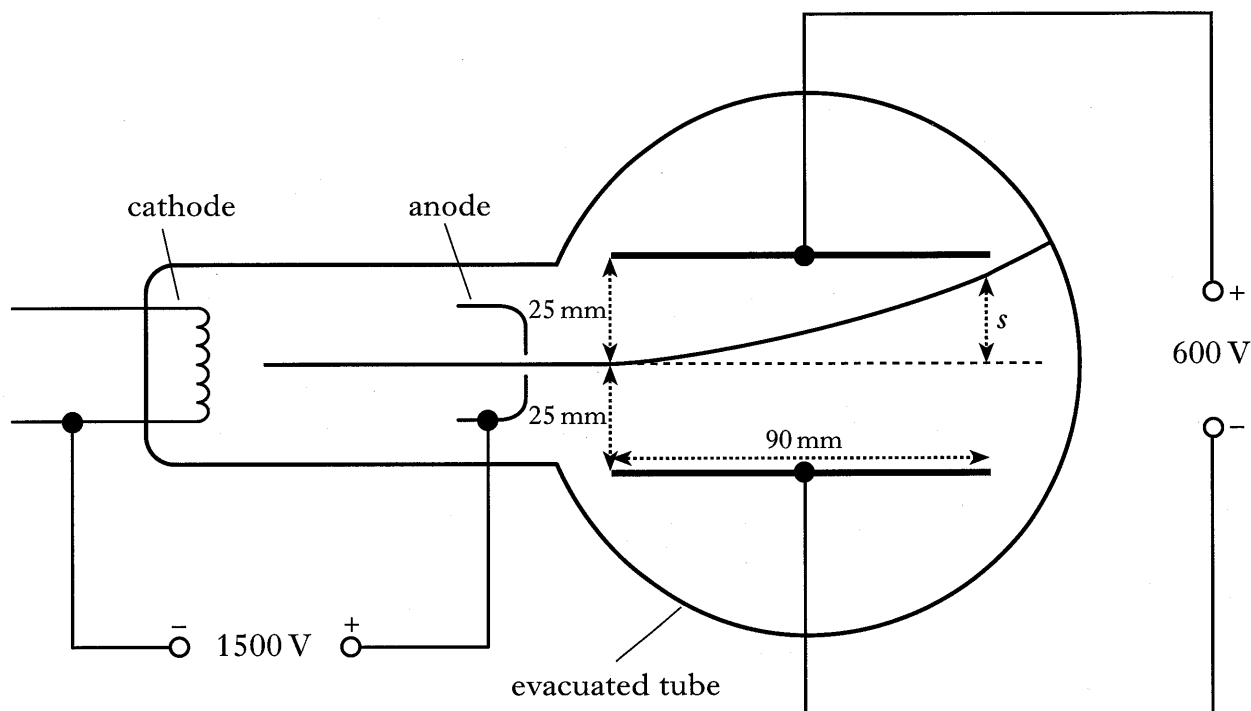 cathode
anode
25 mm
s
+
600 V
25 mm
−
90 mm
−
1500 V
+
evacuated tube